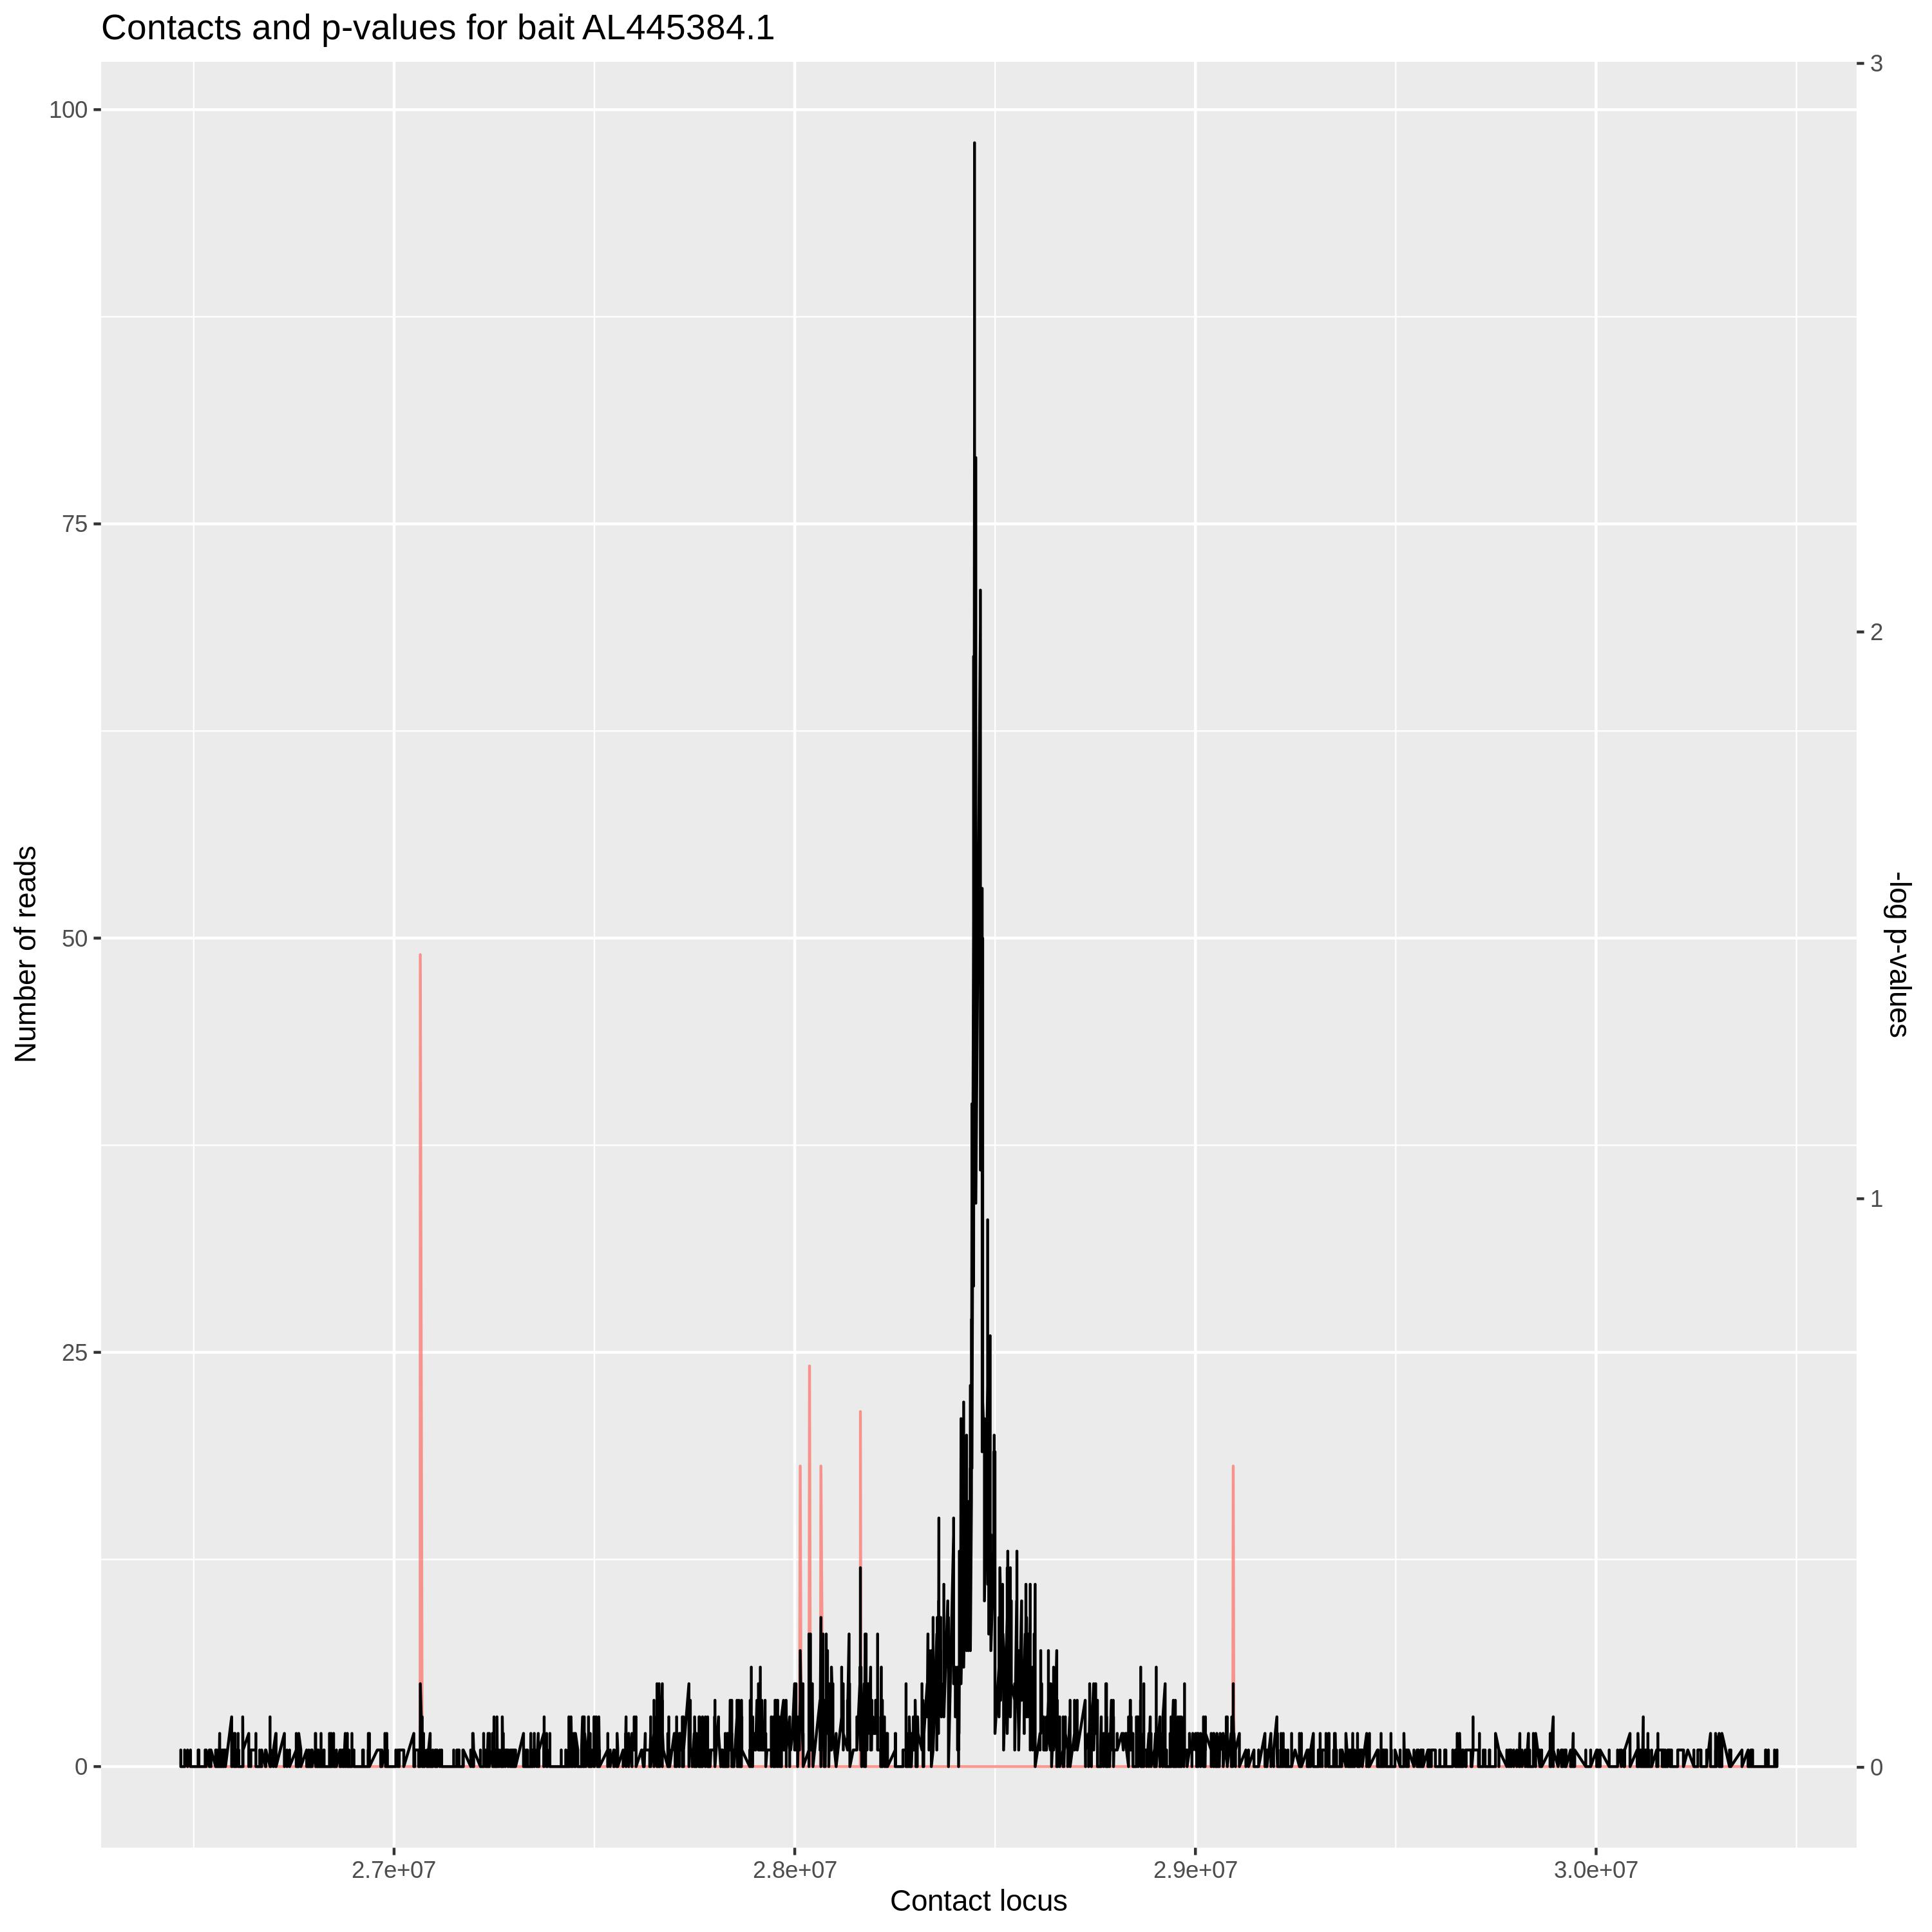 Contacts and p-values for bait AL445384.1
3
100
75
2
50
Number of reads
-log p-values
1
25
0
0
2.7e+07
2.8e+07
2.9e+07
3.0e+07
Contact locus